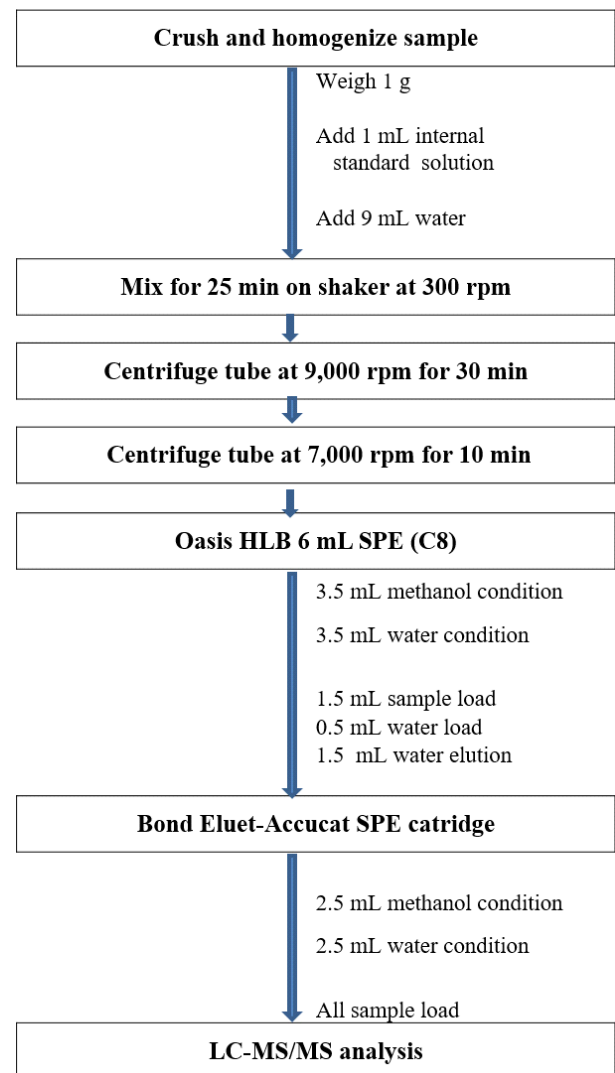 Crush and homogenize sample
Weigh 1 g
Add 1 mL internal
standard solution
Add 9 mL water
Mix for 25 min on shaker at 300 rpm
Centrifuge tube at 9,000 rpm for 30 min
Centrifuge tube at 7,000 rpm for 10 min
Oasis HLB 6 mL SPE (C8)
3.5 mL methanol condition
3.5 mL water condition
1.5 mL sample load
0.5 mL water load
1.5 mL water elution
Bond Eluet-Accucat SPE catridge
2.5 mL methanol condition
2.5 mL water condition
All sample load
LC-MS/MS analysis